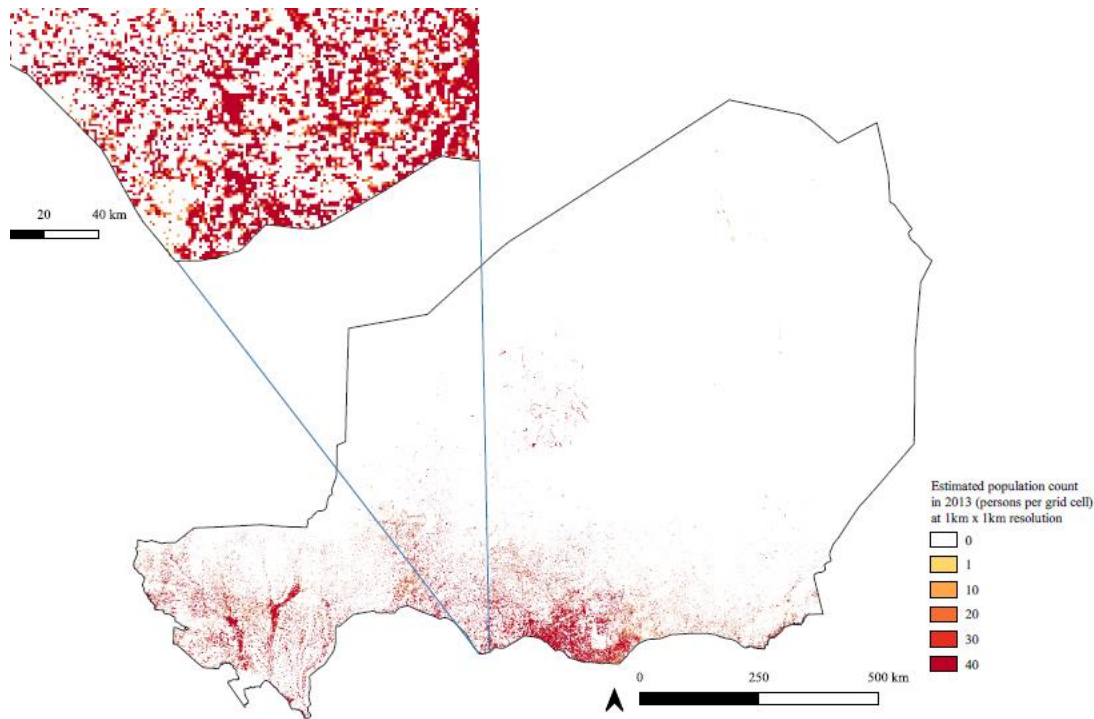 20 40 km
Estimated population count
in 2013 (persons per grid cell)
at 1km x 1km resolution
0
1
10
20
30
40
0 250 500 km